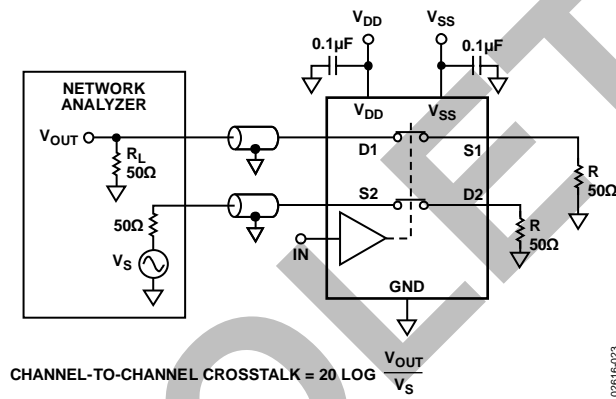 V_DD V_SS
0.1µF 0.1µF
NETWORK
ANALYZER
V_DD V_SS
V_OUT
R_L
50Ω
D1 S1
R
50Ω
S2 D2
50Ω
R
50Ω
V_S
IN
GND
CHANNEL-TO-CHANNEL CROSSTALK = 20 LOG V_OUT/V_S
02616-023